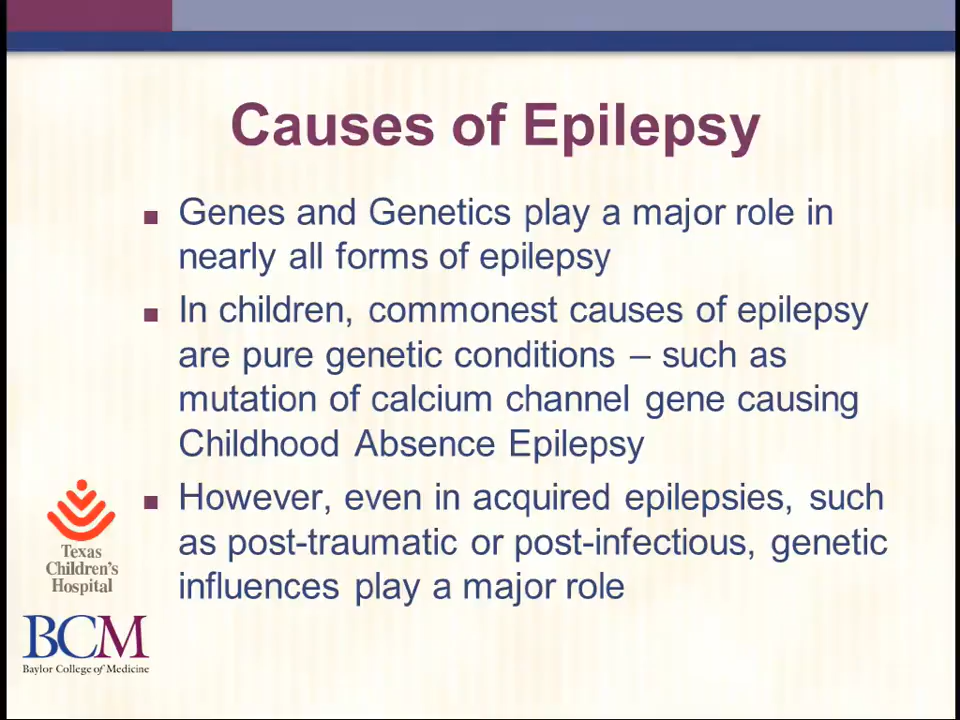 Causes of Epilepsy
Genes and Genetics play a major role in
nearly all forms of epilepsy
In children, commonest causes of epilepsy
are pure genetic conditions – such as
mutation of calcium channel gene causing
Childhood Absence Epilepsy
However, even in acquired epilepsies, such
as post-traumatic or post-infectious, genetic
influences play a major role
Texas
Children's
Hospital
BCM
Baylor College of Medicine